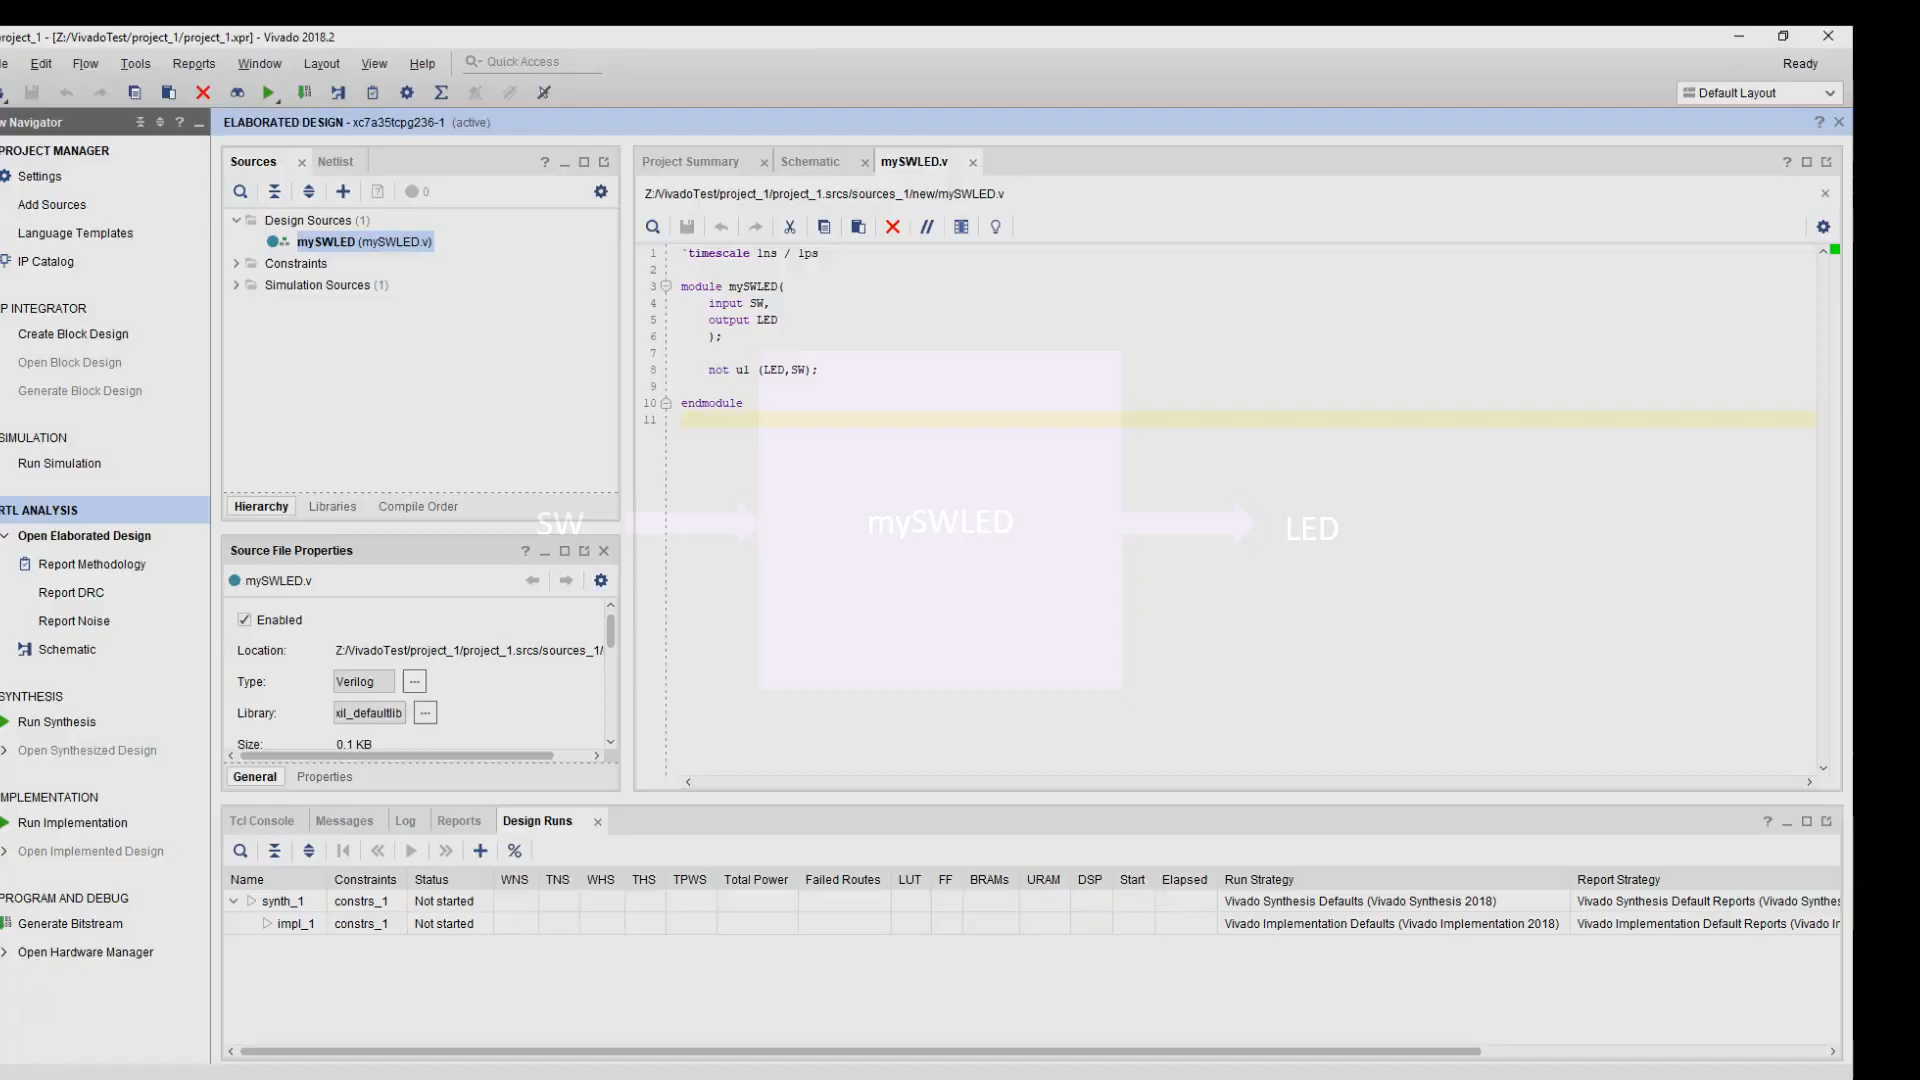 roject_1 - [Z:/VivadoTest/project_1/project_1.xpr] - Vivado 2018.2
le Edit Flow Tools Reports Window Layout View Help Quick Access Ready
Default Layout
w Navigator
ELABORATED DESIGN - xc7a35tcpg236-1 (active)
PROJECT MANAGER
Settings
Add Sources
Language Templates
IP Catalog
P INTEGRATOR
Create Block Design
Open Block Design
Generate Block Design
SIMULATION
Run Simulation
RTL ANALYSIS
Open Elaborated Design
Report Methodology
Report DRC
Report Noise
Schematic
SYNTHESIS
Run Synthesis
Open Synthesized Design
MPLEMENTATION
Run Implementation
Open Implemented Design
PROGRAM AND DEBUG
Generate Bitstream
Open Hardware Manager
Sources Netlist
0
Design Sources (1)
mySWLED (mySWLED.v)
Constraints
Simulation Sources (1)
Hierarchy Libraries Compile Order
Source File Properties
mySWLED.v
Enabled
Location: Z:/VivadoTest/project_1/project_1.srcs/sources_1/
Type: Verilog
Library: xil_defaultlib
Size: 0.1 KB
General Properties
Project Summary Schematic mySWLED.v
Z:/VivadoTest/project_1/project_1.srcs/sources_1/new/mySWLED.v
1 `timescale 1ns / 1ps
2
3 module mySWLED(
4 input SW,
5 output LED
6 );
7
8 not u1 (LED,SW);
9
10 endmodule
11
SW mySWLED LED
Tcl Console Messages Log Reports Design Runs
Name Constraints Status WNS TNS WHS THS TPWS Total Power Failed Routes LUT FF BRAMs URAM DSP Start Elapsed Run Strategy Report Strategy
synth_1 constrs_1 Not started Vivado Synthesis Defaults (Vivado Synthesis 2018) Vivado Synthesis Default Reports (Vivado Synthes
impl_1 constrs_1 Not started Vivado Implementation Defaults (Vivado Implementation 2018) Vivado Implementation Default Reports (Vivado Ir